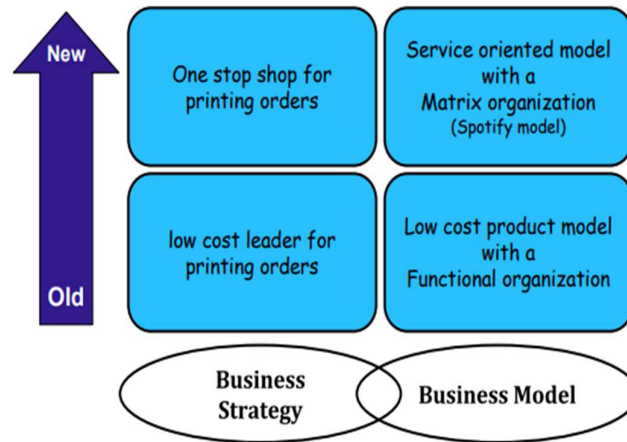 New
One stop shop for
printing orders
Service oriented model
with a
Matrix organization
(Spotify model)
low cost leader for
printing orders
Low cost product model
with a
Functional organization
Old
Business
Strategy
Business Model